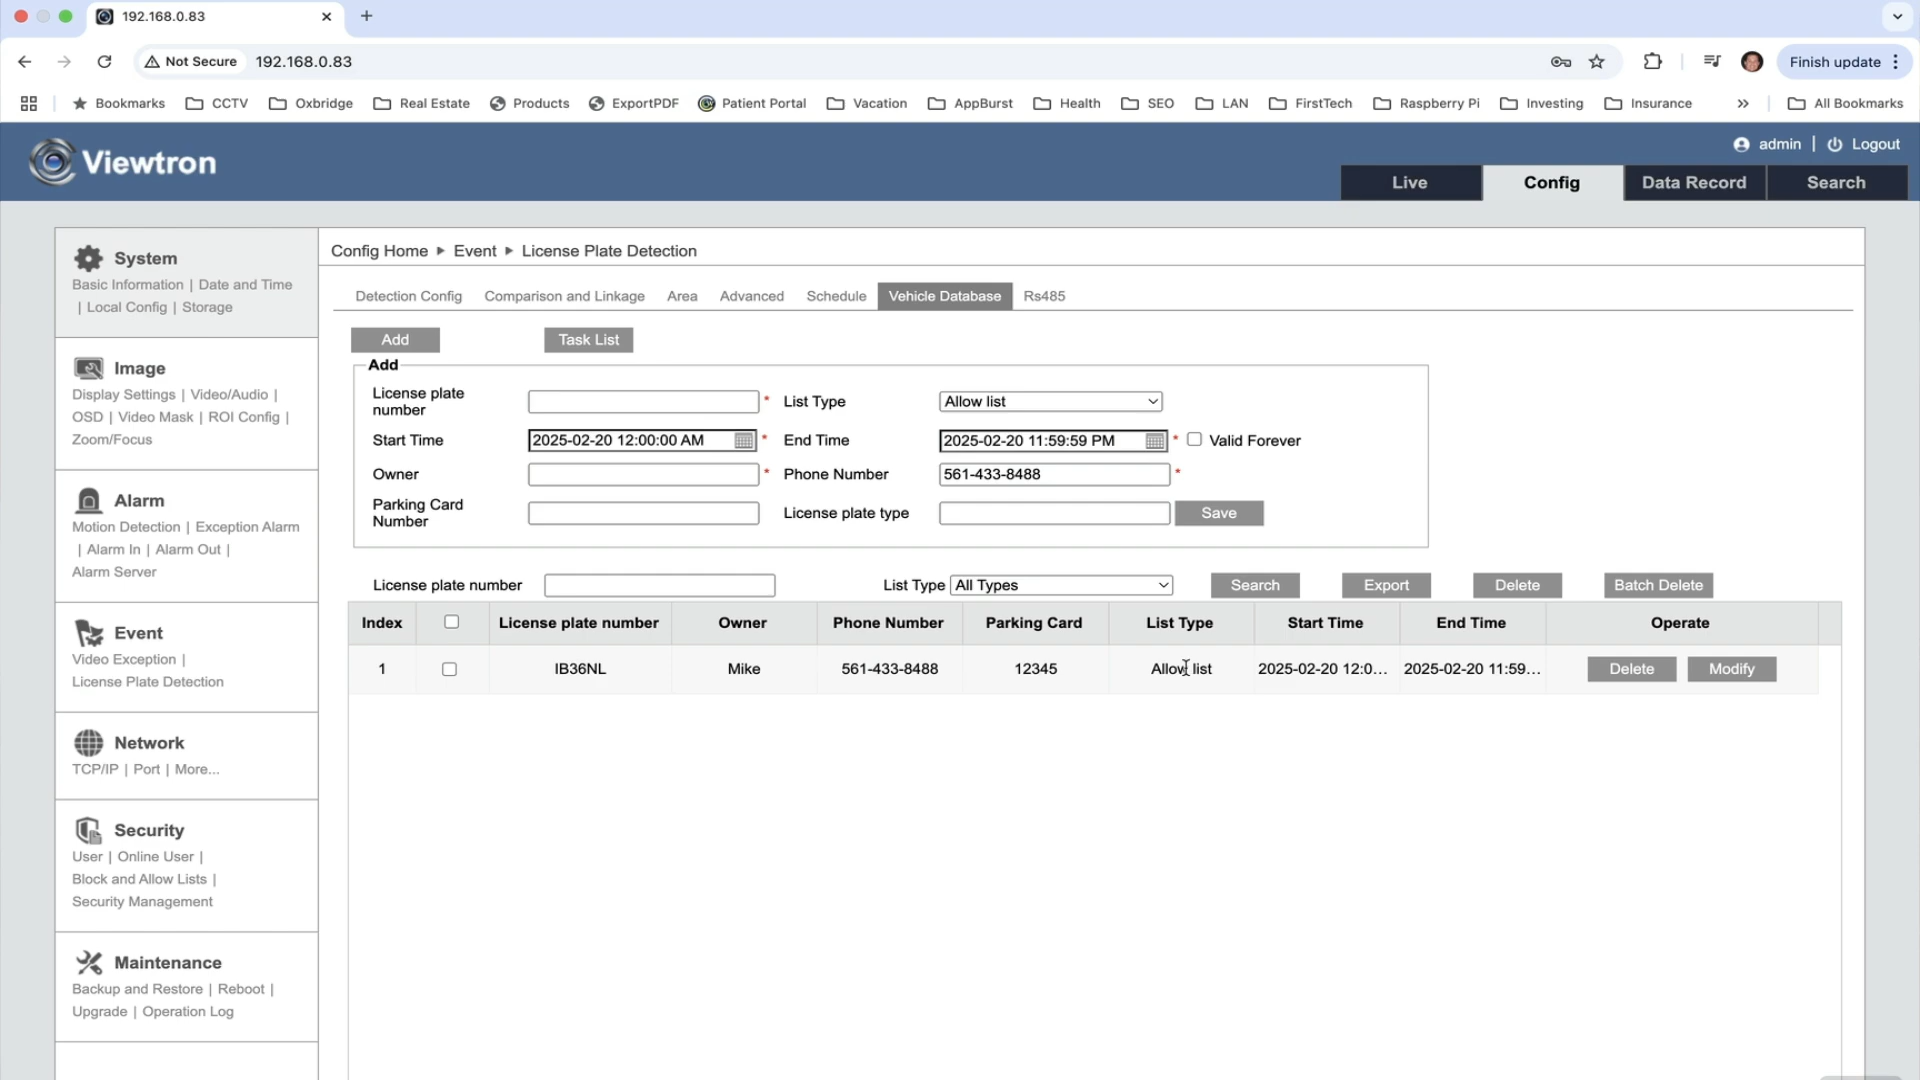 192.168.0.83
Not Secure 192.168.0.83 Finish update
Bookmarks CCTV Oxbridge Real Estate Products ExportPDF Patient Portal Vacation AppBurst Health SEO LAN FirstTech Raspberry Pi Investing Insurance » All Bookmarks
Viewtron
admin | Logout
Live Config Data Record Search
System
Basic Information | Date and Time
| Local Config | Storage
Image
Display Settings | Video/Audio |
OSD | Video Mask | ROI Config |
Zoom/Focus
Alarm
Motion Detection | Exception Alarm
| Alarm In | Alarm Out |
Alarm Server
Event
Video Exception |
License Plate Detection
Network
TCP/IP | Port | More...
Security
User | Online User |
Block and Allow Lists |
Security Management
Maintenance
Backup and Restore | Reboot |
Upgrade | Operation Log
Config Home ► Event ► License Plate Detection
Detection Config Comparison and Linkage Area Advanced Schedule Vehicle Database Rs485
Add Task List
Add
License plate number * List Type Allow list
Start Time 2025-02-20 12:00:00 AM * End Time 2025-02-20 11:59:59 PM * Valid Forever
Owner * Phone Number 561-433-8488 *
Parking Card Number License plate type Save
License plate number List Type All Types Search Export Delete Batch Delete
Index License plate number Owner Phone Number Parking Card List Type Start Time End Time Operate
1 IB36NL Mike 561-433-8488 12345 Allow list 2025-02-20 12:0... 2025-02-20 11:59... Delete Modify